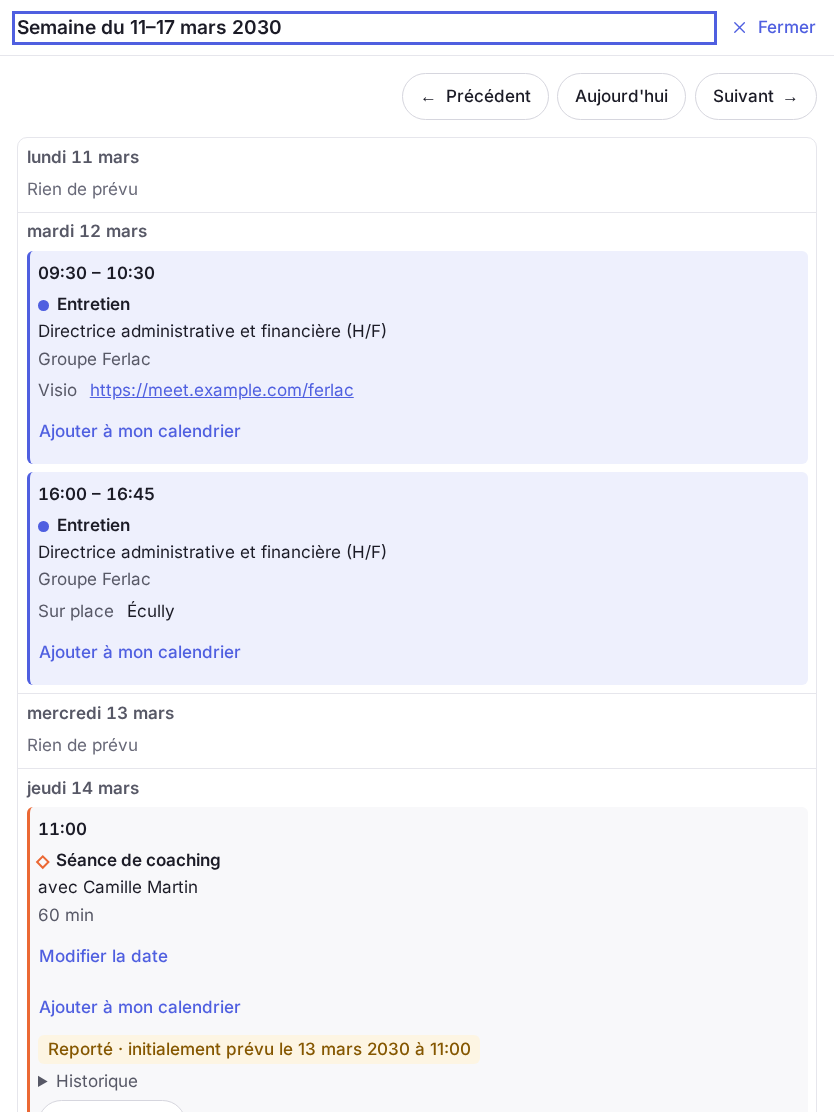 Semaine du 11–17 mars 2030
Fermer
← Précédent
Aujourd'hui
Suivant →
lundi 11 mars
Rien de prévu
mardi 12 mars
09:30 – 10:30
Entretien
Directrice administrative et financière (H/F)
Groupe Ferlac
Visio https://meet.example.com/ferlac
Ajouter à mon calendrier
16:00 – 16:45
Entretien
Directrice administrative et financière (H/F)
Groupe Ferlac
Sur place Écully
Ajouter à mon calendrier
mercredi 13 mars
Rien de prévu
jeudi 14 mars
11:00
Séance de coaching
avec Camille Martin
60 min
Modifier la date
Ajouter à mon calendrier
Reporté · initialement prévu le 13 mars 2030 à 11:00
Historique